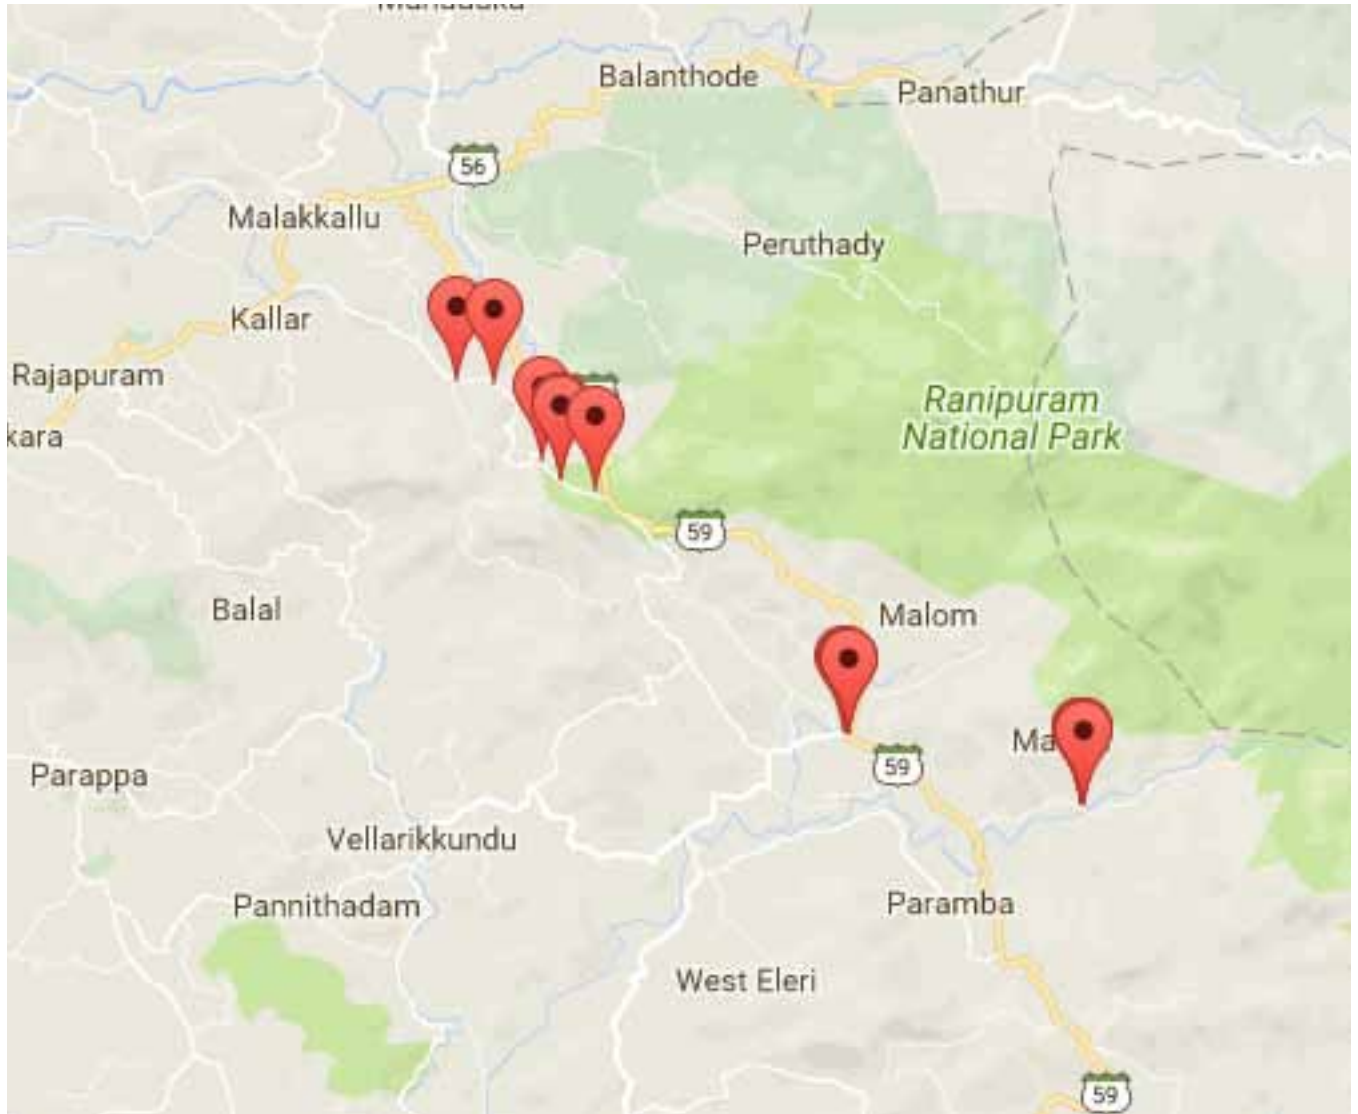 Balanthode
Panathur
56
Malakkallu
Peruthady
Kallar
Rajapuram
Ranipuram
National Park
kara
59
Balal
Malom
Ma
59
Parappa
Vellarikkundu
Pannithadam
Paramba
West Eleri
59